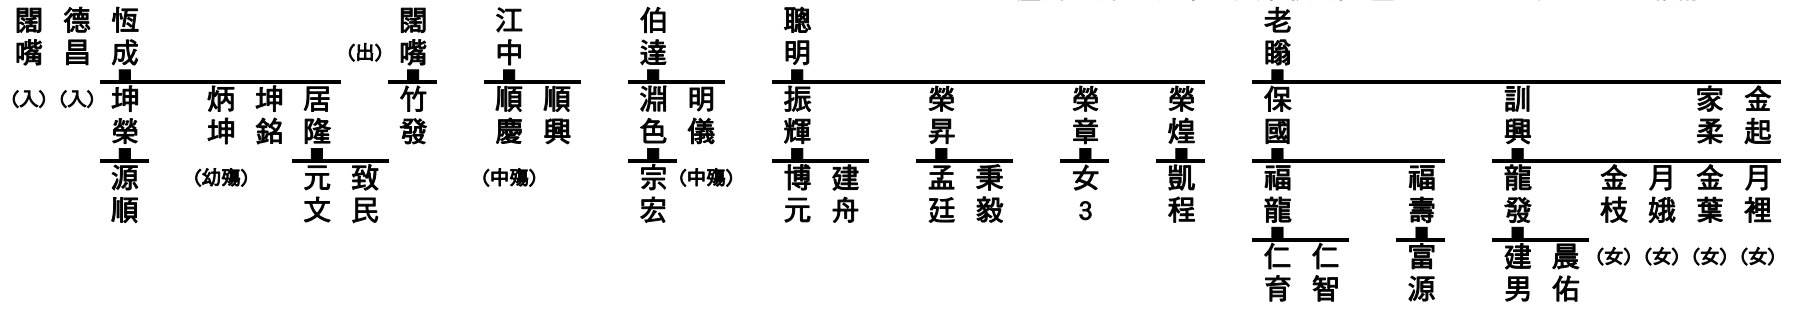 闊嘴 德昌 恆成 (出) 闊嘴 江中 伯達 聰明 老瞈
(入) (入) 坤榮 炳坤 坤銘 居隆 竹發 順慶 順興 淵色 明儀 振輝 榮昇 榮章 榮煌 保國 訓興 家柔 金起
源順 (幼殤) 元文 致民 (中殤) 宗宏 (中殤) 博元 建舟 孟廷 秉毅 女3 凱程 福龍 福壽 龍發 金枝 月娥 金葉 月裡
仁育 仁智 富源 建男 晨佑 (女) (女) (女) (女)